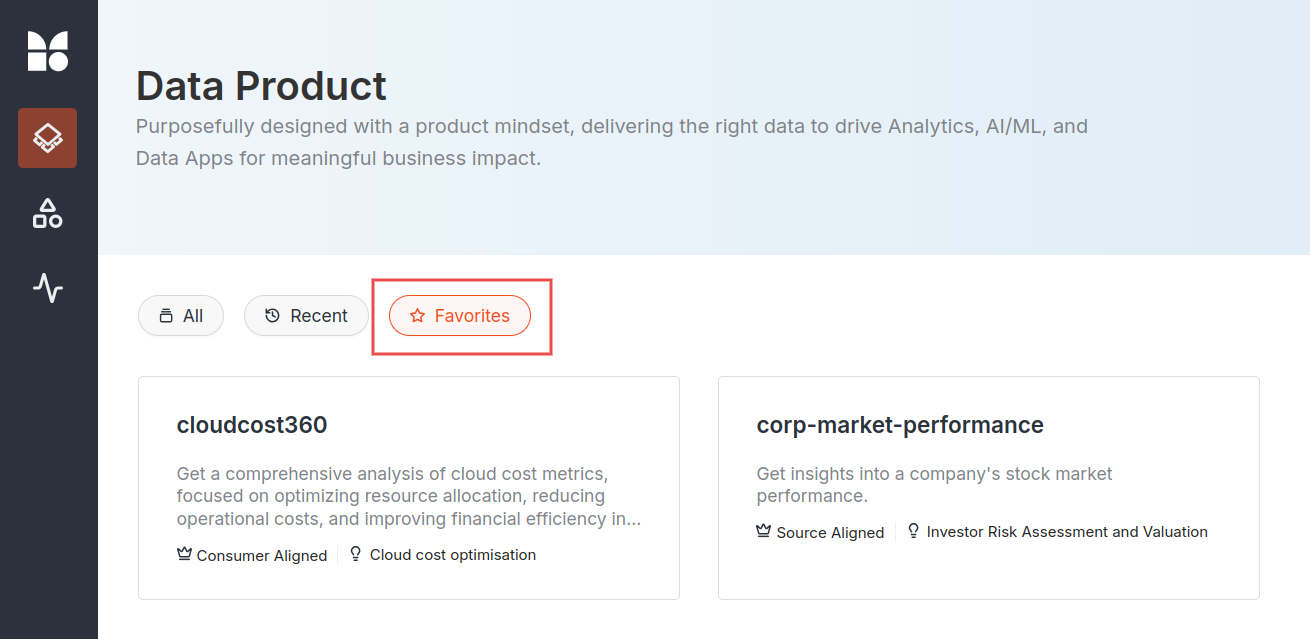 Data Product
Purposefully designed with a product mindset, delivering the right data to drive Analytics, AI/ML, and
Data Apps for meaningful business impact.
All
Recent
Favorites
cloudcost360
Get a comprehensive analysis of cloud cost metrics,
focused on optimizing resource allocation, reducing
operational costs, and improving financial efficiency in...
Consumer Aligned
Cloud cost optimisation
corp-market-performance
Get insights into a company's stock market
performance.
Source Aligned
Investor Risk Assessment and Valuation